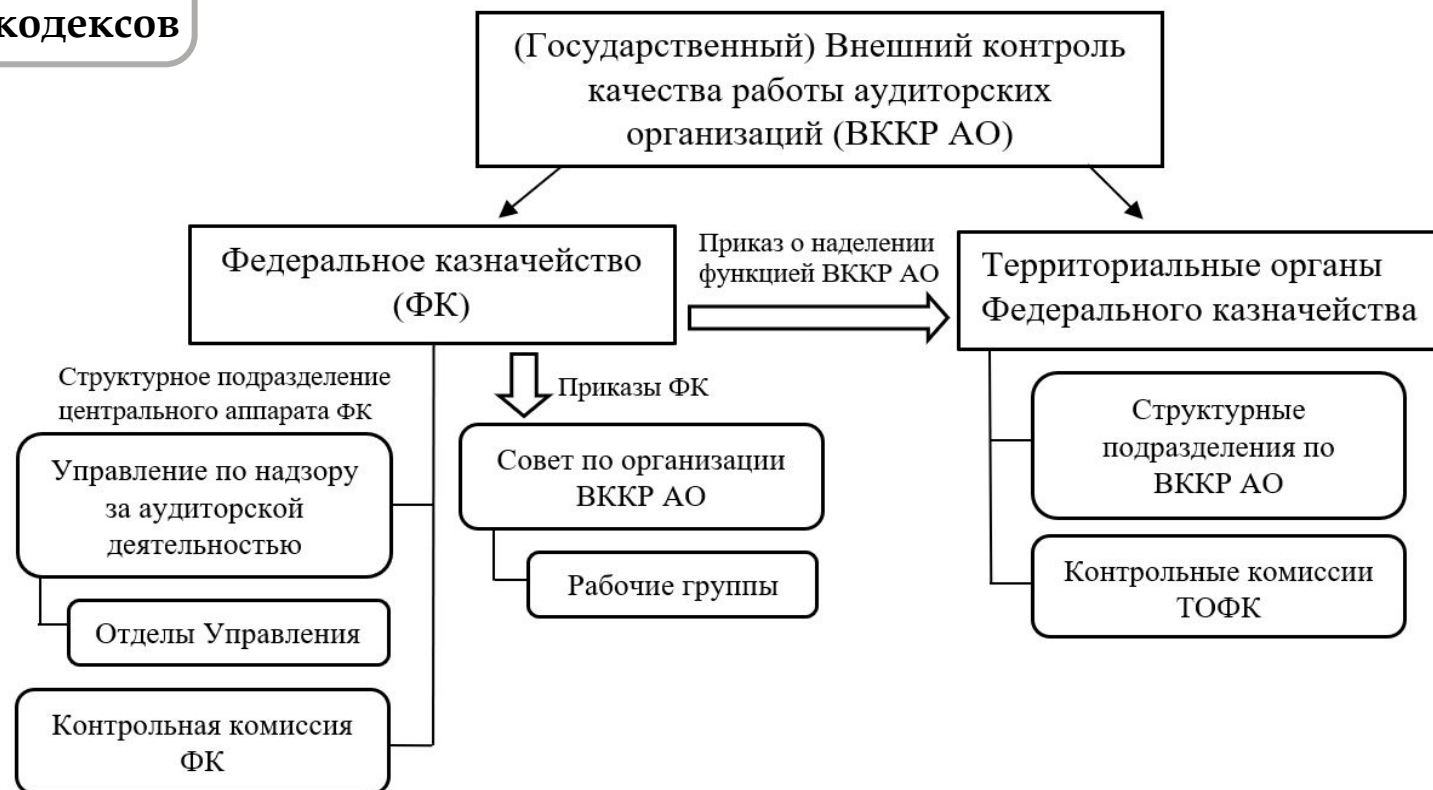 кодексов
(Государственный) Внешний контроль
качества работы аудиторских
организаций (ВККР АО)
Федеральное казначейство
(ФК)
Приказ о наделении
функцией ВККР АО
Территориальные органы
Федерального казначейства
Структурное подразделение
центрального аппарата ФК
Приказы ФК
Управление по надзору
за аудиторской
деятельностью
Отделы Управления
Контрольная комиссия
ФК
Совет по организации
ВККР АО
Рабочие группы
Структурные
подразделения по
ВККР АО
Контрольные комиссии
ТОФК